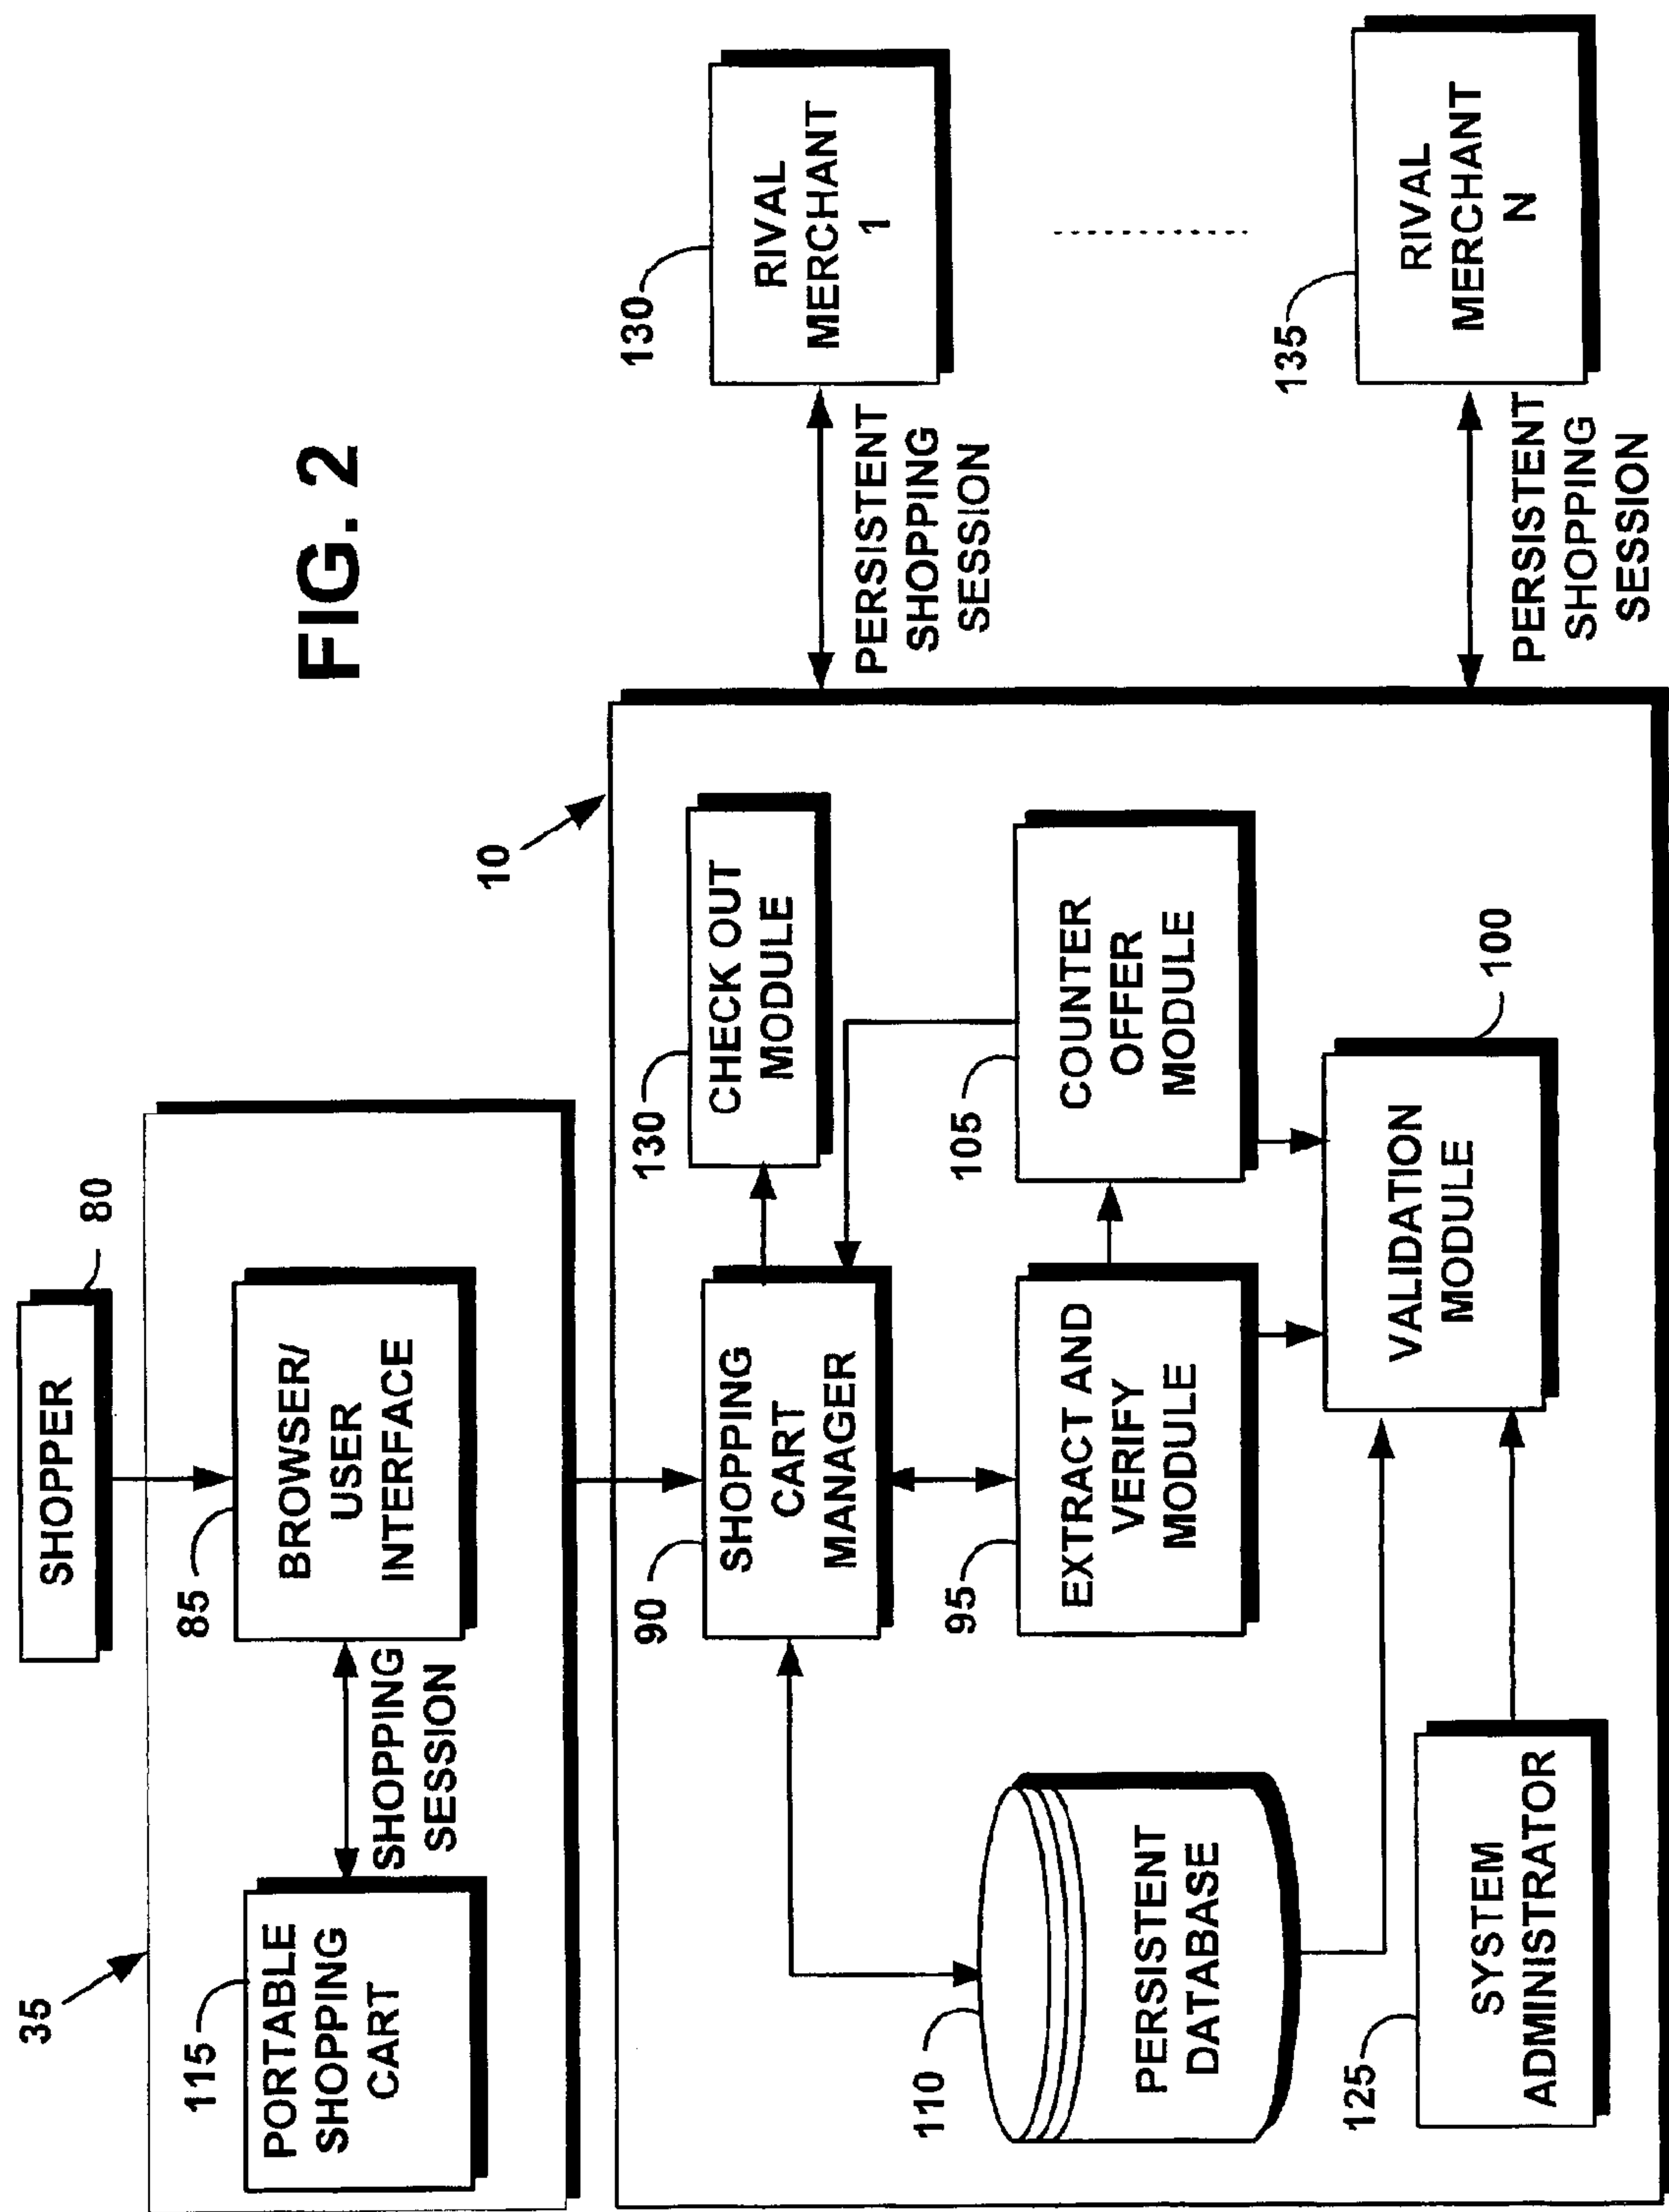 FIG. 2
35
SHOPPER
80
115
PORTABLE
SHOPPING
CART
SHOPPING
SESSION
85
BROWSER/
USER
INTERFACE
10
90
SHOPPING
CART
MANAGER
130
CHECK OUT
MODULE
95
EXTRACT AND
VERIFY
MODULE
105
COUNTER
OFFER
MODULE
110
PERSISTENT
DATABASE
125
SYSTEM
ADMINISTRATOR
VALIDATION
MODULE
100
PERSISTENT
SHOPPING
SESSION
130
RIVAL
MERCHANT
1
PERSISTENT
SHOPPING
SESSION
135
RIVAL
MERCHANT
N